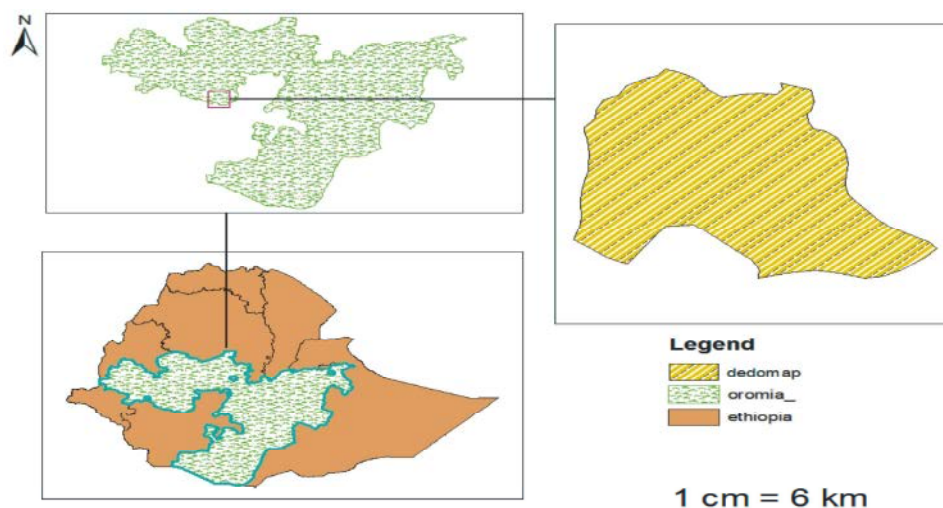 N
Legend
dedomap
oromia_
ethiopia
1 cm = 6 km